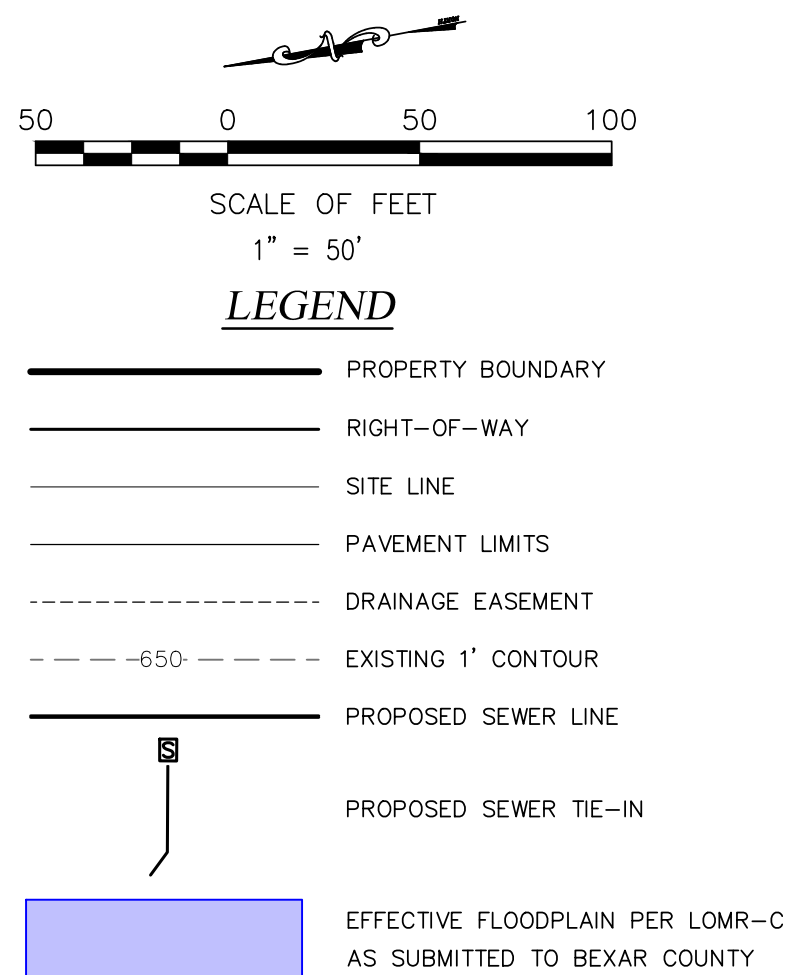 N
50 0 50 100
SCALE OF FEET
1" = 50'
LEGEND
PROPERTY BOUNDARY
RIGHT-OF-WAY
SITE LINE
PAVEMENT LIMITS
DRAINAGE EASEMENT
650 EXISTING 1' CONTOUR
PROPOSED SEWER LINE
S
PROPOSED SEWER TIE-IN
EFFECTIVE FLOODPLAIN PER LOMR-C
AS SUBMITTED TO BEXAR COUNTY